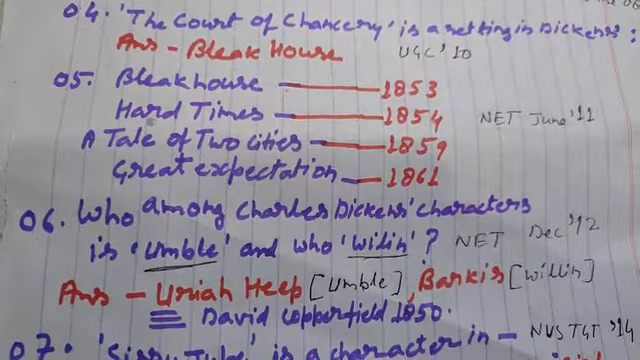 04. 'The Court of Chancery' is a setting in Dickens' :
Ans - Bleak House UGC'10
05. Bleakhouse — 1853
Hard Times — 1854 NET June'11
A Tale of Two cities — 1859
Great expectation — 1861
06. Who among Charles Dickens' characters
is 'Umble' and who 'wilin'? NET Dec'12
Ans - Uriah Heep [Umble], Barkis [willin]
David Copperfield 1850.
07. is a character in - NVS TGT '14